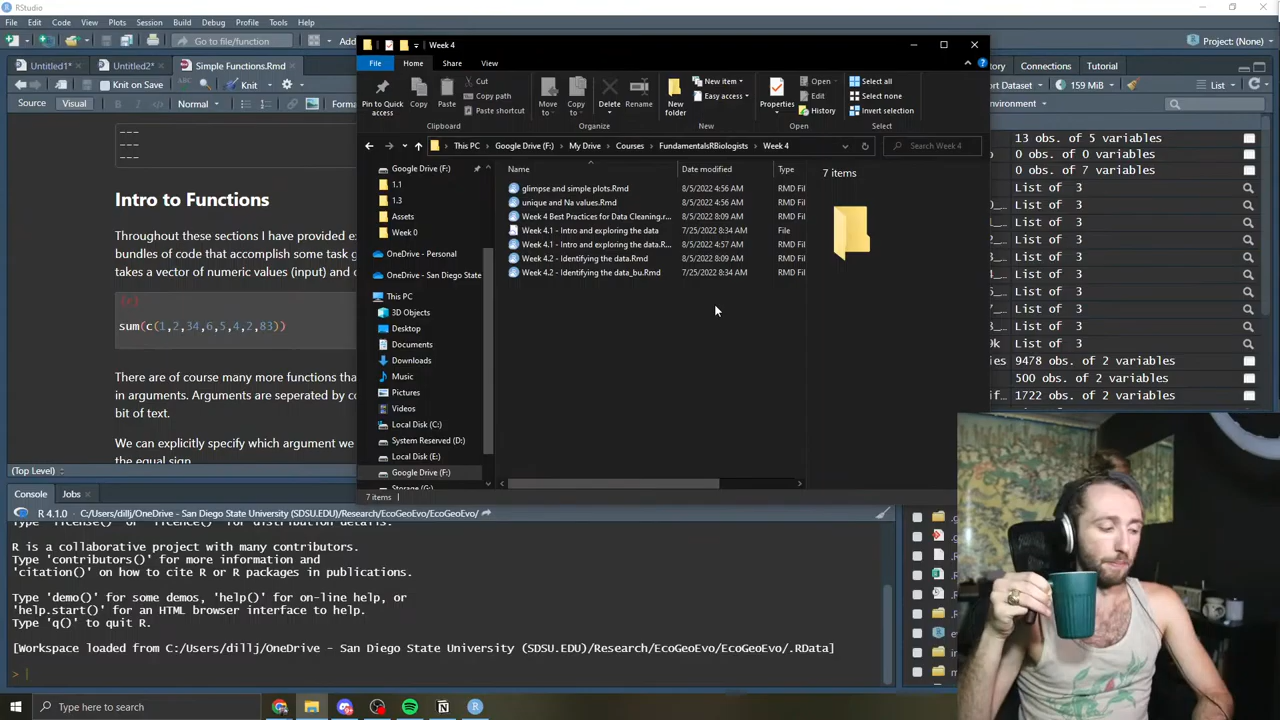 RStudio
File Edit Code View Plots Session Build Debug Profile Tools Help
Go to file/function
Project: (None)
Untitled1*
Untitled2*
Simple Functions.Rmd
Knit on Save
Knit
Source Visual
Normal
---
---
---
Intro to Functions
Throughout these sections I have provided
bundles of code that accomplish some task
takes a vector of numeric values (input) and
{r}
sum(c(1,2,34,6,5,4,2,83))
There are of course many more functions
in arguments. Arguments are seperated by
bit of text.
We can explicitly specify which argument we
the equal sign
(Top Level)
Week 4
File Home Share View
Pin to Quick access
Copy
Paste
Cut
Copy path
Paste shortcut
Clipboard
Move to
Copy to
Delete
Rename
Organize
New folder
New item
Easy access
New
Properties
Open
Edit
History
Open
Select all
Select none
Invert selection
Select
This PC
Google Drive (F:)
My Drive
Courses
FundamentalsRBiologists
Week 4
Search Week 4
Google Drive (F:)
1.1
1.3
Assets
Week 0
OneDrive - Personal
OneDrive - San Diego State
This PC
3D Objects
Desktop
Documents
Downloads
Music
Pictures
Videos
Local Disk (C:)
System Reserved (D:)
Local Disk (E:)
Google Drive (F:)
Storage (G:)
Name Date modified Type
glimpse and simple plots.Rmd 8/5/2022 4:56 AM RMD Fil
unique and Na values.Rmd 8/5/2022 4:56 AM RMD Fil
Week 4 Best Practices for Data Cleaning.r... 8/5/2022 8:09 AM RMD Fil
Week 4.1 - Intro and exploring the data 7/25/2022 8:34 AM File
Week 4.1 - Intro and exploring the data.R... 8/5/2022 4:57 AM RMD Fil
Week 4.2 - Identifying the data.Rmd 8/5/2022 8:09 AM RMD Fil
Week 4.2 - Identifying the data_bu.Rmd 7/25/2022 8:34 AM RMD Fil
7 items
7 items
Connections
Tutorial
159 MiB
List
13 obs. of 5 variables
0 obs. of 0 variables
0 obs. of 7 variables
List of 3
List of 3
List of 3
List of 3
List of 3
List of 3
List of 3
List of 3
List of 3
List of 3
9478 obs. of 2 variables
500 obs. of 2 variables
1722 obs. of 2 variables
Console Jobs
R 4.1.0 · C:/Users/dillj/OneDrive - San Diego State University (SDSU.EDU)/Research/EcoGeoEvo/EcoGeoEvo/
R is a collaborative project with many contributors.
Type 'contributors()' for more information and
'citation()' on how to cite R or R packages in publications.
Type 'demo()' for some demos, 'help()' for on-line help, or
'help.start()' for an HTML browser interface to help.
Type 'q()' to quit R.
[Workspace loaded from C:/Users/dillj/OneDrive - San Diego State University (SDSU.EDU)/Research/EcoGeoEvo/EcoGeoEvo/.RData]
>
Type here to search